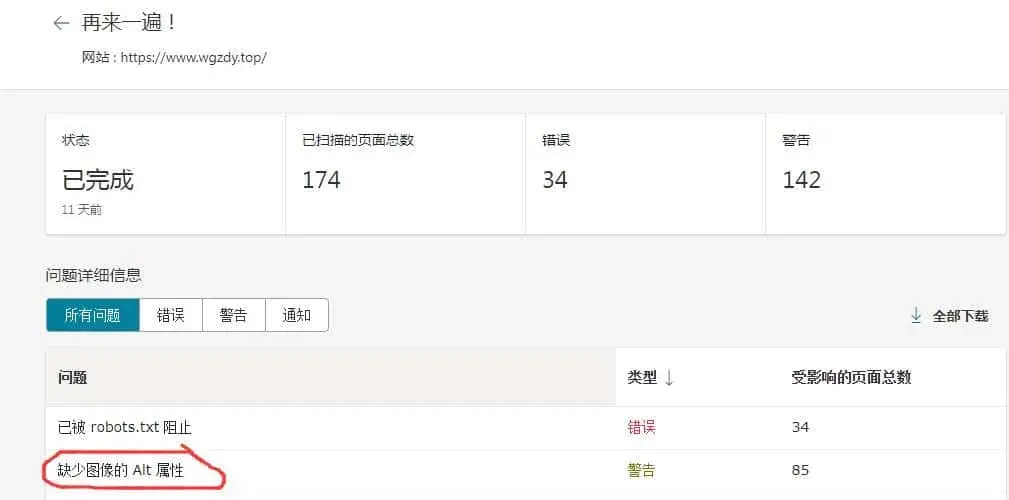 再来一遍！
网站 : https://www.wgzdy.top/
状态 已扫描的页面总数 错误 警告
已完成 174 34 142
11 天前
问题详细信息
所有问题 错误 警告 通知 全部下载
问题 类型 受影响的页面总数
已被 robots.txt 阻止 错误 34
缺少图像的 Alt 属性 警告 85